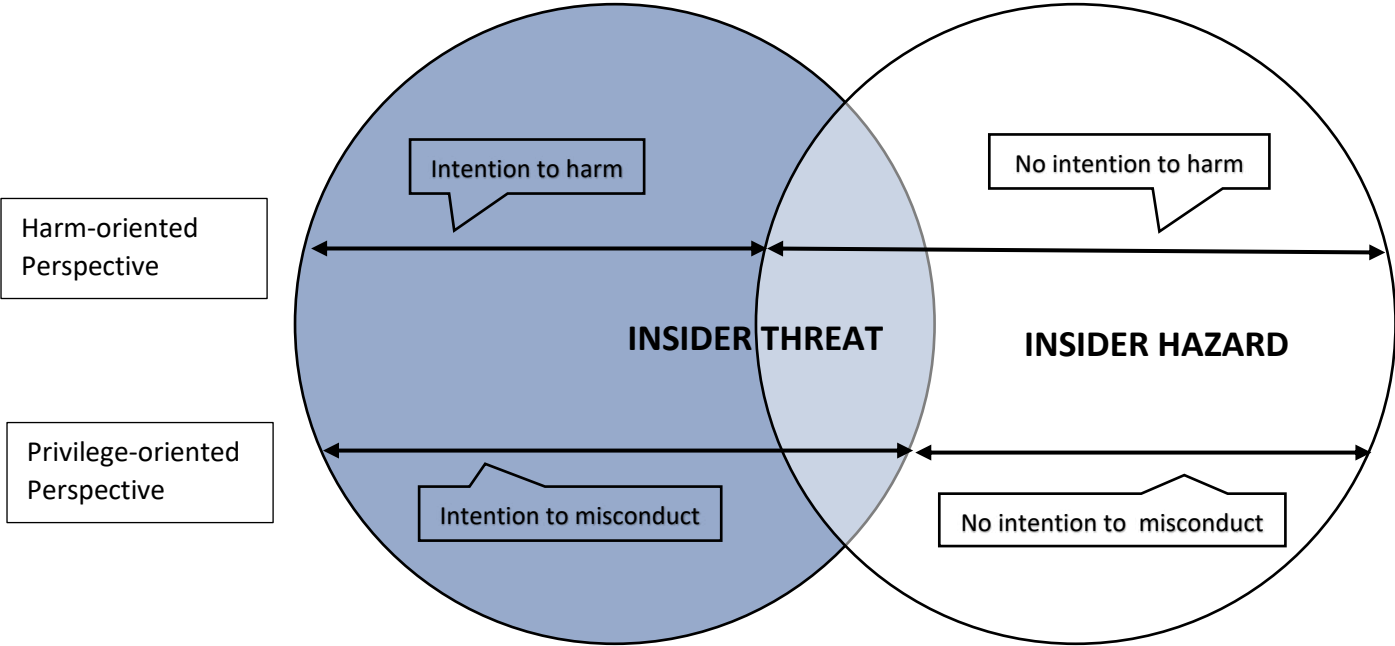 Intention to harm
No intention to harm
Harm-oriented
Perspective
INSIDER THREAT
INSIDER HAZARD
Privilege-oriented
Perspective
Intention to misconduct
No intention to  misconduct